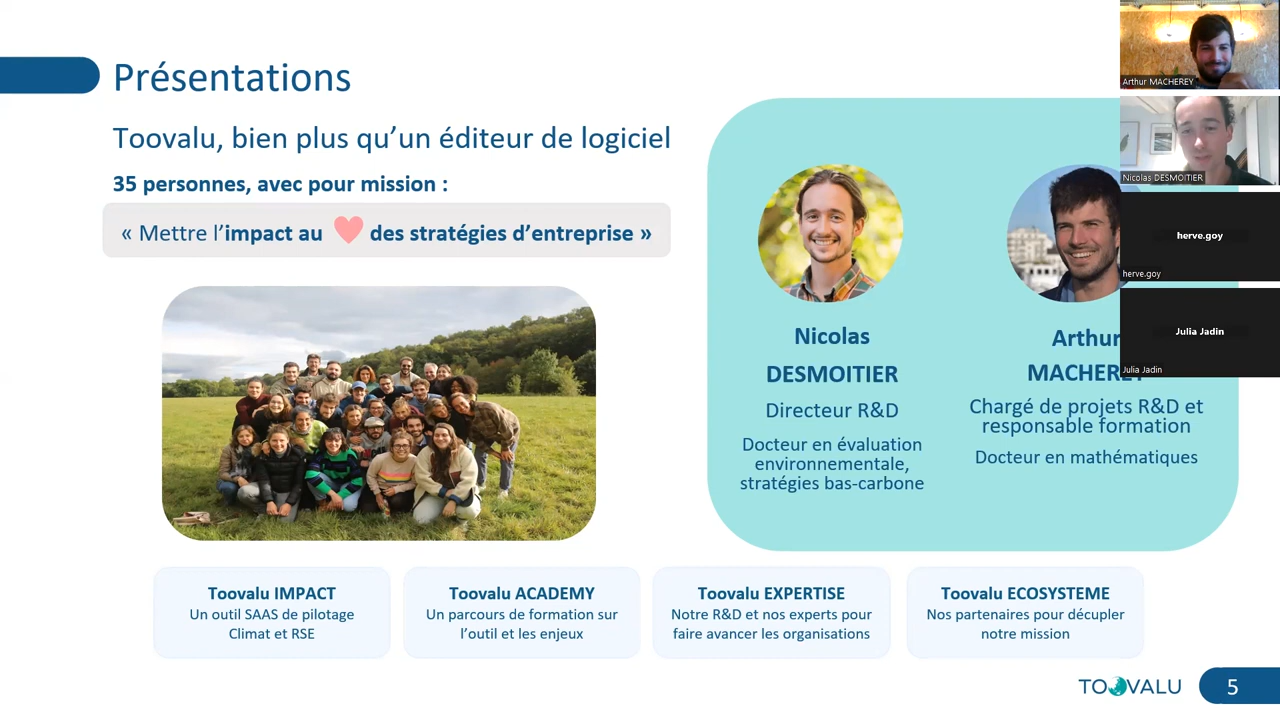 Présentations
Toovalu, bien plus qu’un éditeur de logiciel
35 personnes, avec pour mission :
« Mettre l’impact au des stratégies d’entreprise »
Nicolas
DESMOITIER
Directeur R&D
Docteur en évaluation
environnementale,
stratégies bas-carbone
Arthur
MACHEREY
Chargé de projets R&D et
responsable formation
Docteur en mathématiques
Arthur MACHEREY
Nicolas DESMOITIER
herve.goy
herve.goy
Julia Jadin
Julia Jadin
Toovalu IMPACT
Un outil SAAS de pilotage
Climat et RSE
Toovalu ACADEMY
Un parcours de formation sur
l’outil et les enjeux
Toovalu EXPERTISE
Notre R&D et nos experts pour
faire avancer les organisations
Toovalu ECOSYSTEME
Nos partenaires pour décupler
notre mission
TOOVALU
5